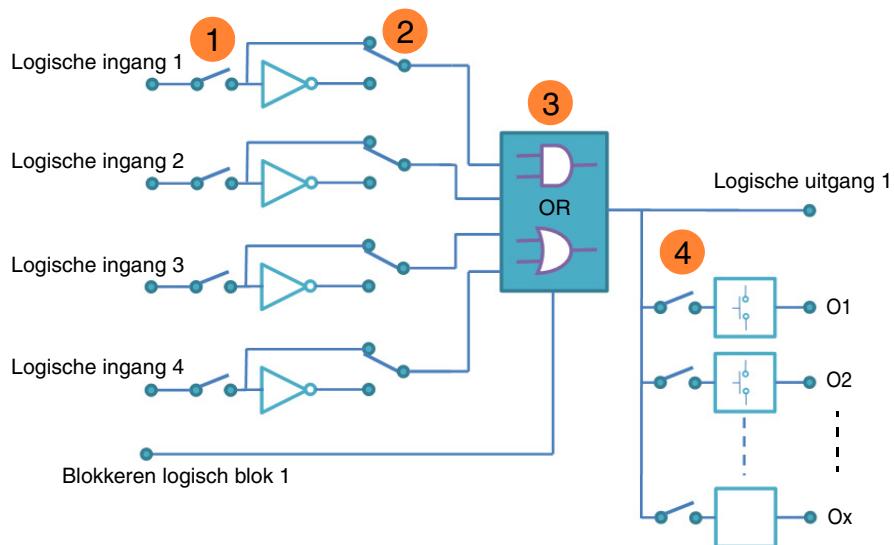 1
2
Logische ingang 1
3
Logische ingang 2
Logische uitgang 1
OR
4
Logische ingang 3
O1
Logische ingang 4
O2
Blokkeren logisch blok 1
Ox